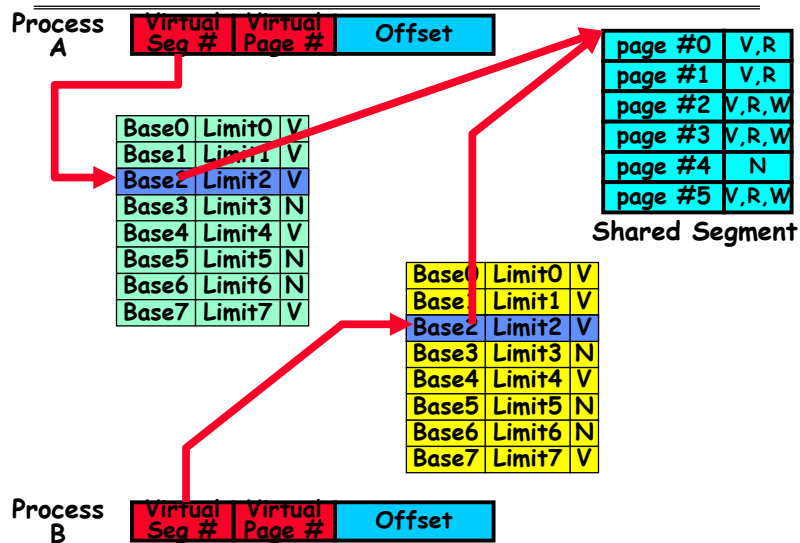 Process A
Virtual Seg #
Virtual Page #
Offset
page #0 V,R
page #1 V,R
page #2 V,R,W
page #3 V,R,W
page #4 N
page #5 V,R,W
Shared Segment
Base0 Limit0 V
Base1 Limit1 V
Base2 Limit2 V
Base3 Limit3 N
Base4 Limit4 V
Base5 Limit5 N
Base6 Limit6 N
Base7 Limit7 V
Base0 Limit0 V
Base1 Limit1 V
Base2 Limit2 V
Base3 Limit3 N
Base4 Limit4 V
Base5 Limit5 N
Base6 Limit6 N
Base7 Limit7 V
Process B
Virtual Seg #
Virtual Page #
Offset